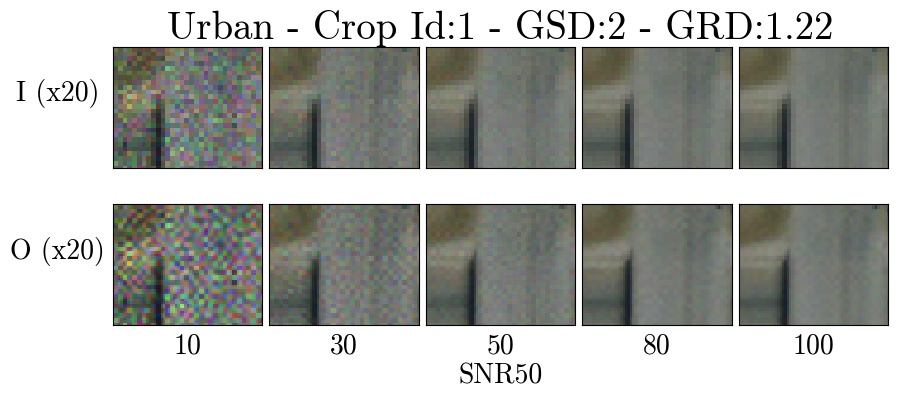 Urban - Crop Id:1 - GSD:2 - GRD:1.22
I (x20)
O (x20)
10 30 50 80 100
SNR50